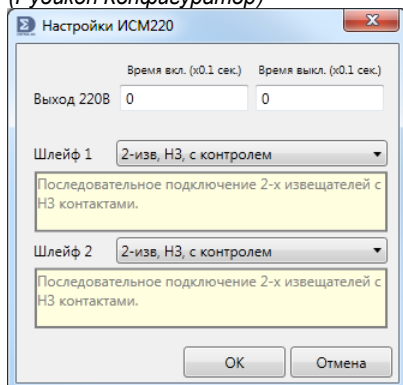 (Рубикон Конфигуратор)
Настройки ИСМ220
Время вкл. (x0.1 сек.) Время выкл. (x0.1 сек.)
Выход 220В 0 0
Шлейф 1 2-изв, НЗ, с контролем
Последовательное подключение 2-х извещателей с
НЗ контактами.
Шлейф 2 2-изв, НЗ, с контролем
Последовательное подключение 2-х извещателей с
НЗ контактами.
ОК Отмена